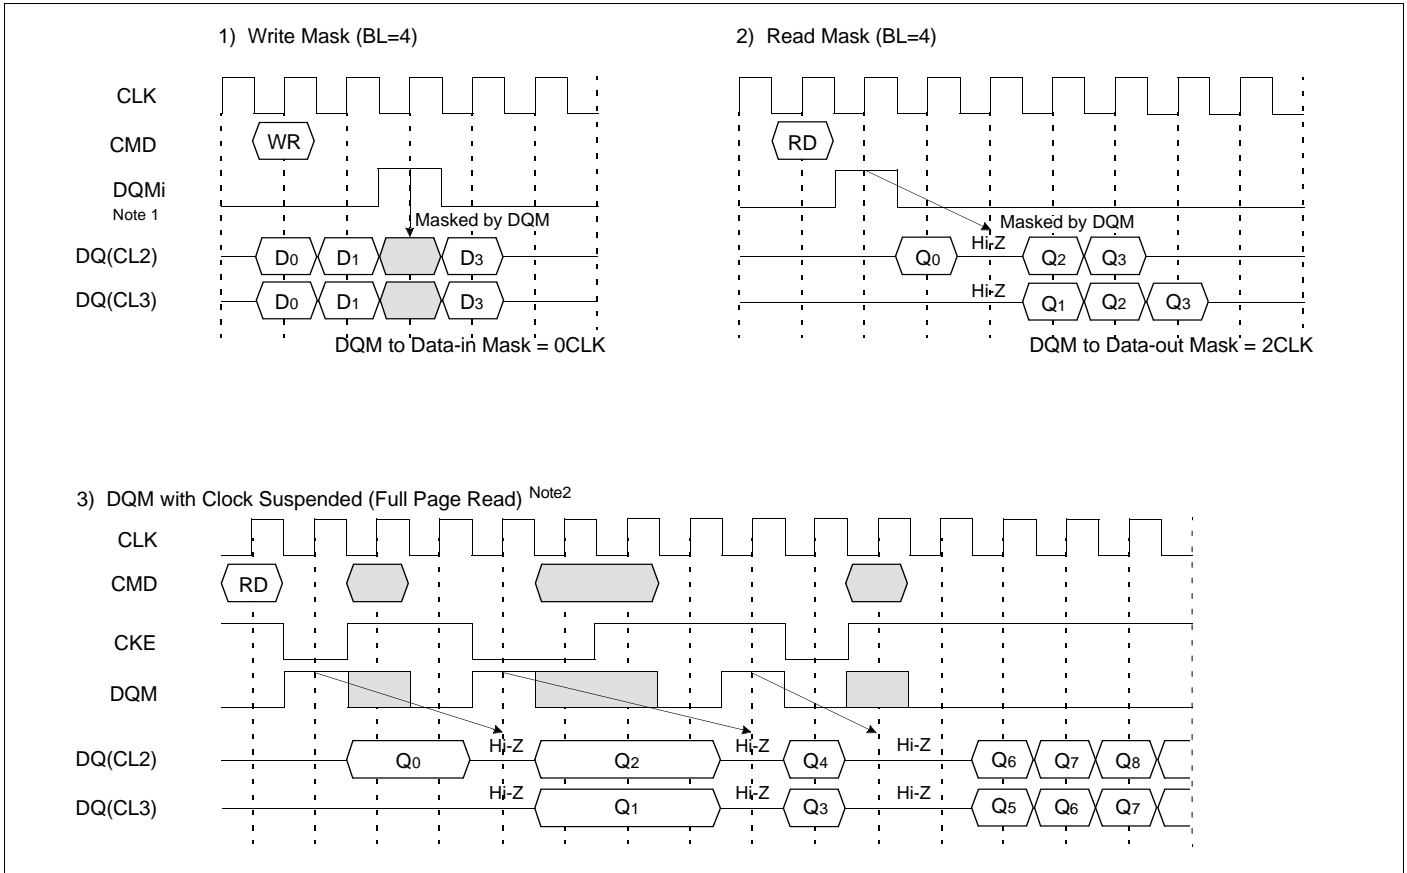 1) Write Mask (BL=4)
2) Read Mask (BL=4)
CLK
CMD
WR
RD
DQMi
Note 1
Masked by DQM
Masked by DQM
DQ(CL2)
D0 D1 D3
Q0 Hi-Z Q2 Q3
DQ(CL3)
D0 D1 D3
Hi-Z Q1 Q2 Q3
DQM to Data-in Mask = 0CLK
DQM to Data-out Mask = 2CLK
3) DQM with Clock Suspended (Full Page Read) Note2
CLK
CMD
RD
CKE
DQM
DQ(CL2)
Q0 Hi-Z Q2 Hi-Z Q4 Hi-Z Q6 Q7 Q8
DQ(CL3)
Hi-Z Q1 Hi-Z Q3 Hi-Z Q5 Q6 Q7